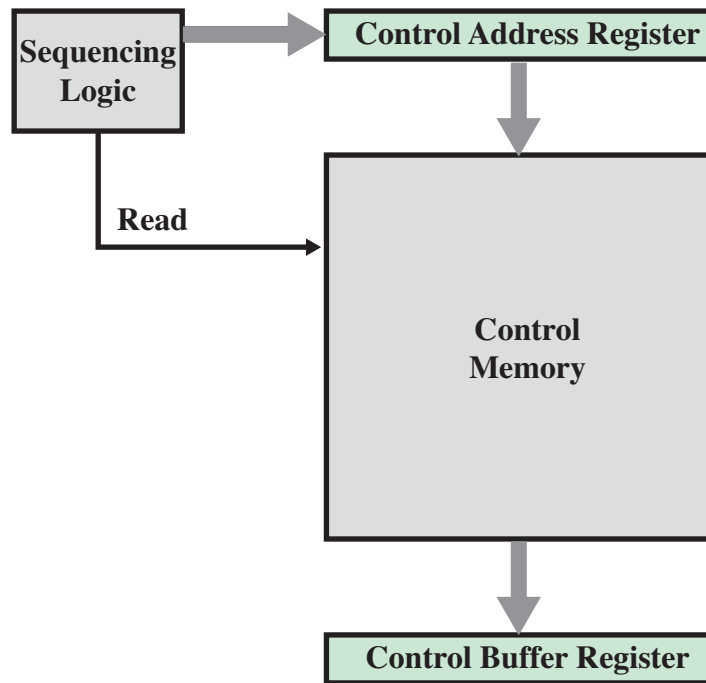 Sequencing
Logic
Control Address Register
Read
Control
Memory
Control Buffer Register